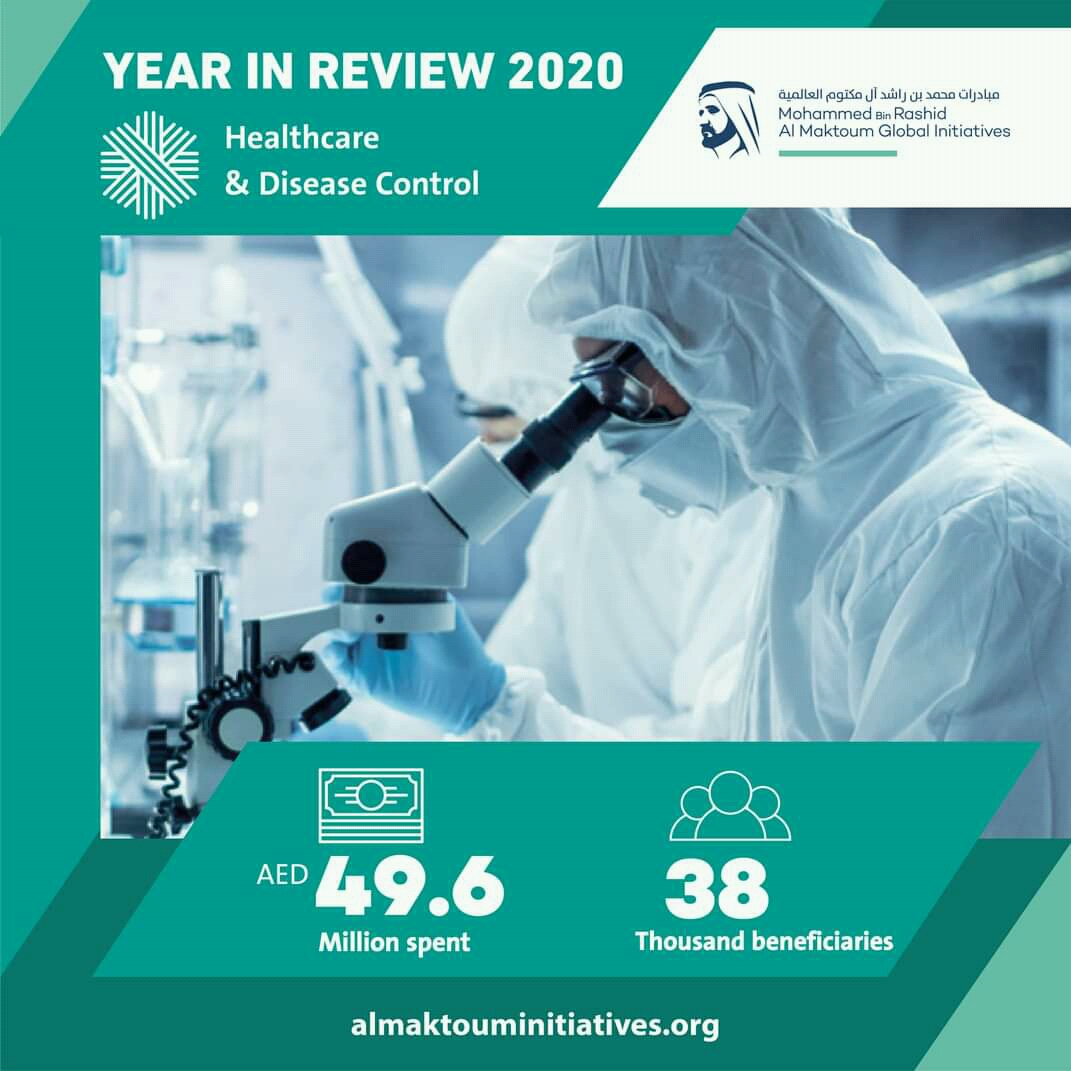 YEAR IN REVIEW 2020
Healthcare
& Disease Control
مبادرات محمد بن راشد آل مكتوم العالمية
Mohammed Bin Rashid
Al Maktoum Global Initiatives
AED 49.6
Million spent
38
Thousand beneficiaries
almaktouminitiatives.org